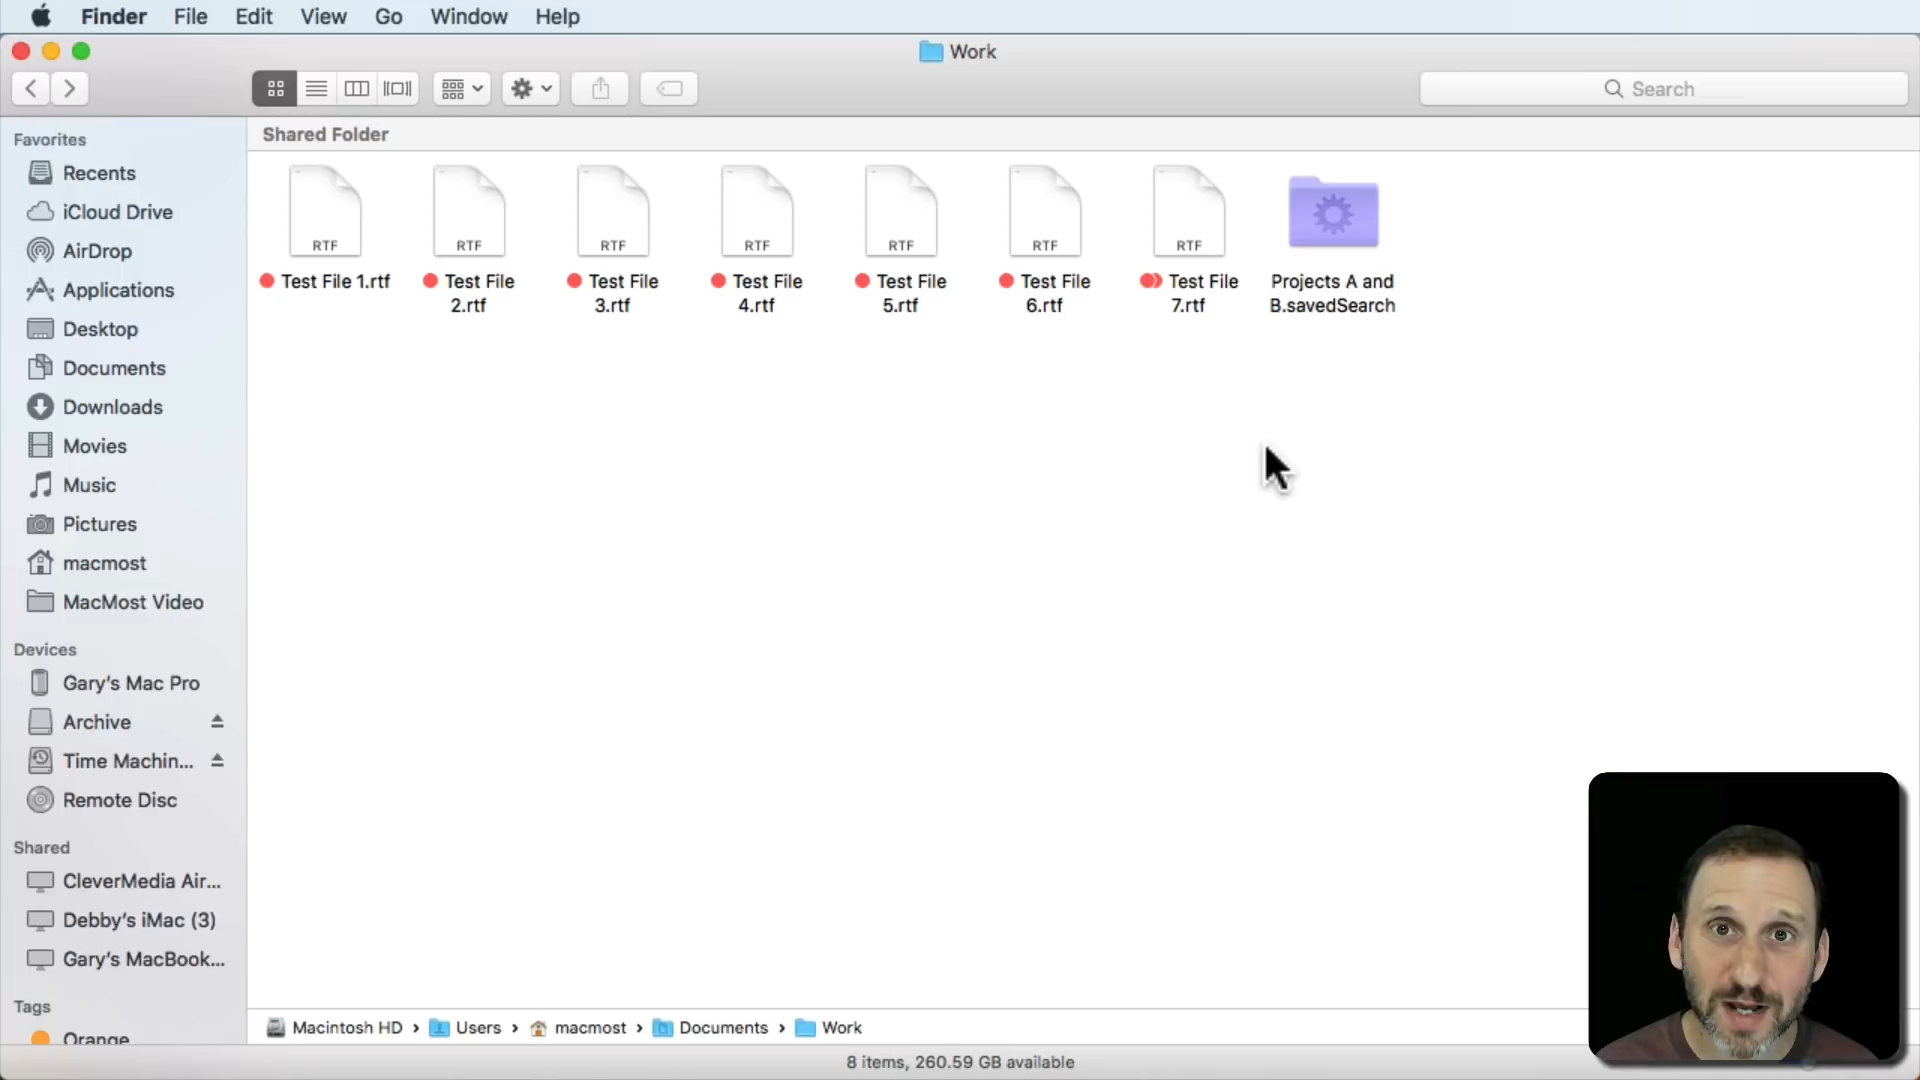 Finder File Edit View Go Window Help
Work
Search
Favorites
Recents
iCloud Drive
AirDrop
Applications
Desktop
Documents
Downloads
Movies
Music
Pictures
macmost
MacMost Video
Devices
Gary's Mac Pro
Archive
Time Machin...
Remote Disc
Shared
CleverMedia Air...
Debby's iMac (3)
Gary's MacBook...
Tags
Orange
Shared Folder
RTF RTF RTF RTF RTF RTF RTF
Test File 1.rtf
Test File
2.rtf
Test File
3.rtf
Test File
4.rtf
Test File
5.rtf
Test File
6.rtf
Test File
7.rtf
Projects A and
B.savedSearch
Macintosh HD › Users › macmost › Documents › Work
8 items, 260.59 GB available